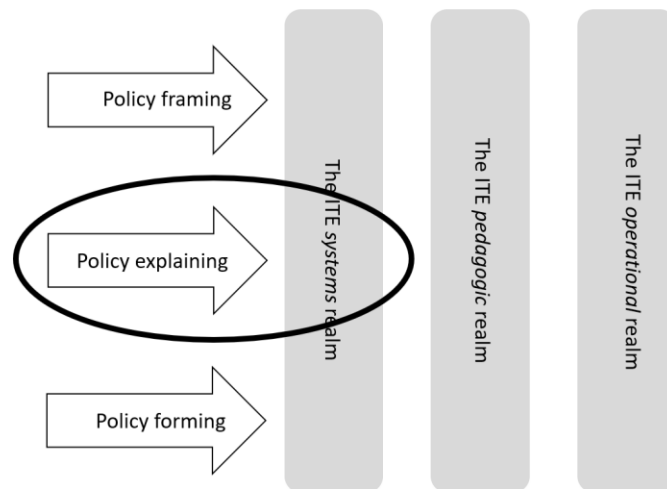 Policy framing
Policy explaining
Policy forming
The ITE systems realm
The ITE pedagogic realm
The ITE operational realm